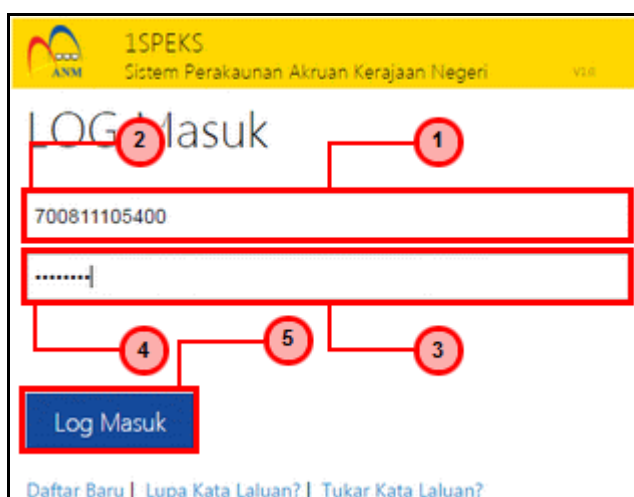 1SPEKS
ANM
Sistem Perakaunan Akruan Kerajaan Negeri V1.0
LOG Masuk
2 1
700811105400
••••••••
4 5 3
Log Masuk
Daftar Baru | Lupa Kata Laluan? | Tukar Kata Laluan?